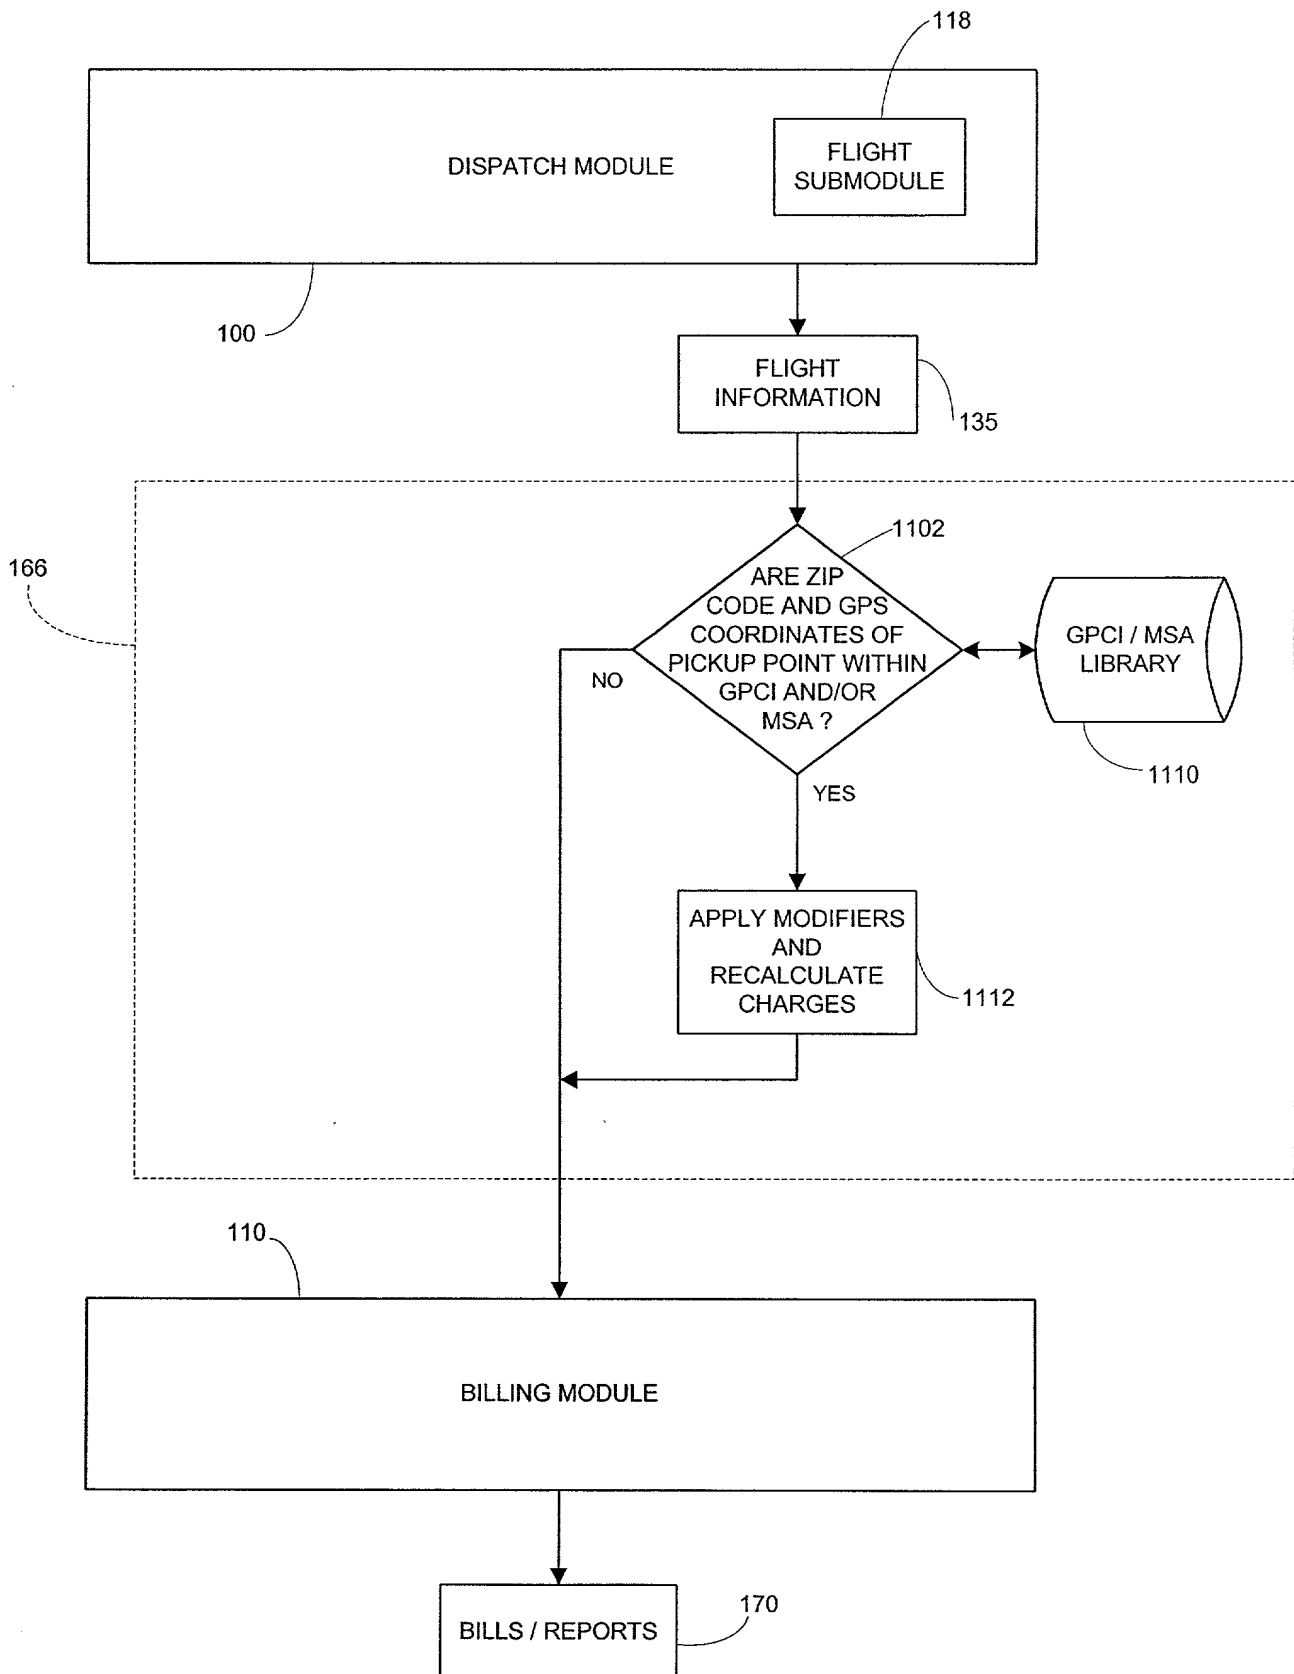 118
DISPATCH MODULE
FLIGHT
SUBMODULE
100
FLIGHT
INFORMATION
135
166
1102
ARE ZIP
CODE AND GPS
COORDINATES OF
PICKUP POINT WITHIN
GPCI AND/OR
MSA ?
GPCI / MSA
LIBRARY
NO
1110
YES
APPLY MODIFIERS
AND
RECALCULATE
CHARGES
1112
110
BILLING MODULE
170
BILLS / REPORTS